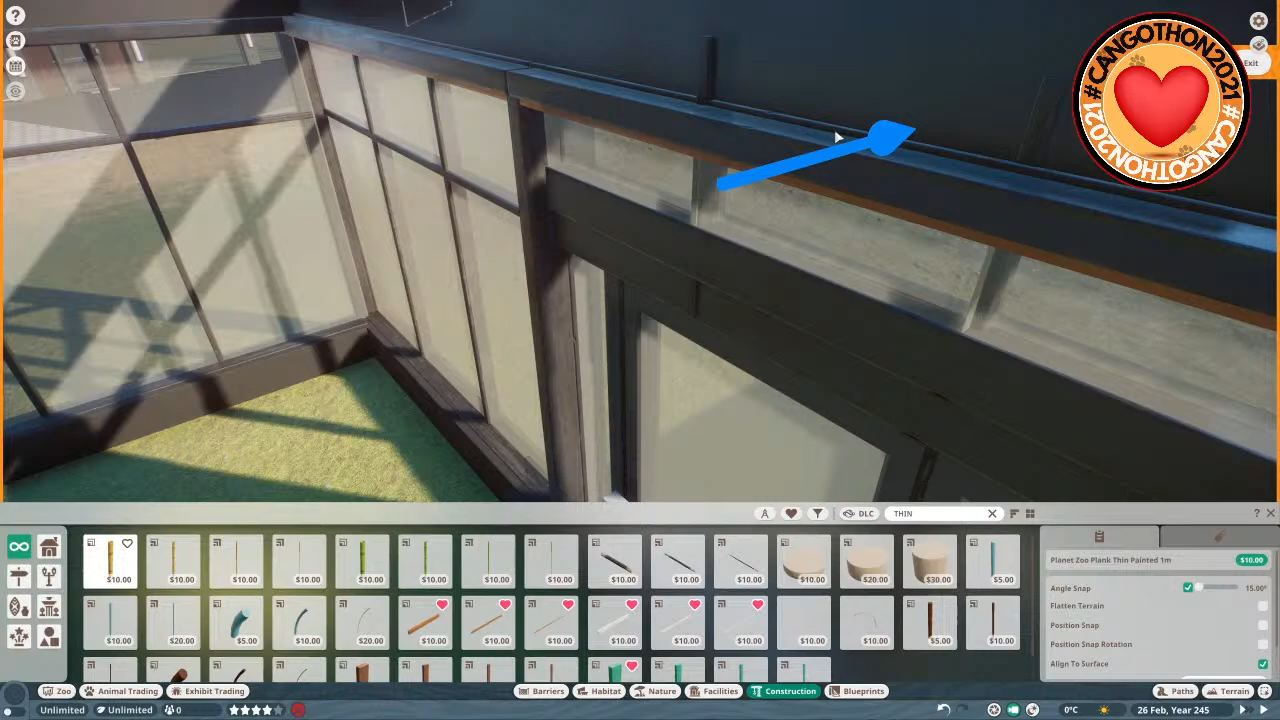 ?
#CANGOTHON2021
#CANGOTHON2021
Exit
A
DLC
THIN
?
$10.00
$10.00
$10.00
$10.00
$10.00
$10.00
$10.00
$10.00
$10.00
$10.00
$10.00
$10.00
$20.00
$30.00
$5.00
$10.00
$20.00
$5.00
$10.00
$20.00
$10.00
$10.00
$10.00
$10.00
$10.00
$10.00
$10.00
$10.00
$5.00
$10.00
Planet Zoo Plank Thin Painted 1m
$10.00
Angle Snap
15.00°
Flatten Terrain
Position Snap
Position Snap Rotation
Align To Surface
Zoo
Animal Trading
Exhibit Trading
Barriers
Habitat
Nature
Facilities
Construction
Blueprints
Paths
Terrain
Unlimited
Unlimited
0
0°C
26 Feb, Year 245